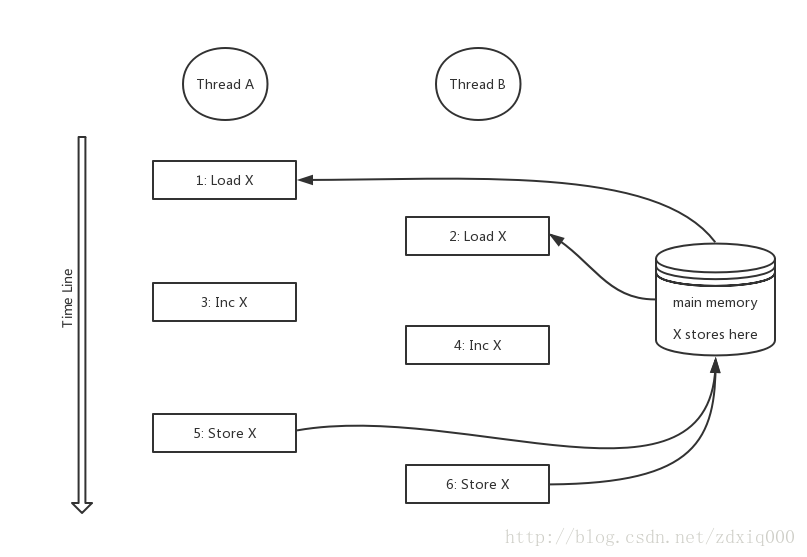 Thread A
Thread B
1: Load X
2: Load X
Time Line
3: Inc X
main memory
X stores here
4: Inc X
5: Store X
6: Store X
http://blog.csdn.net/zdxiq000